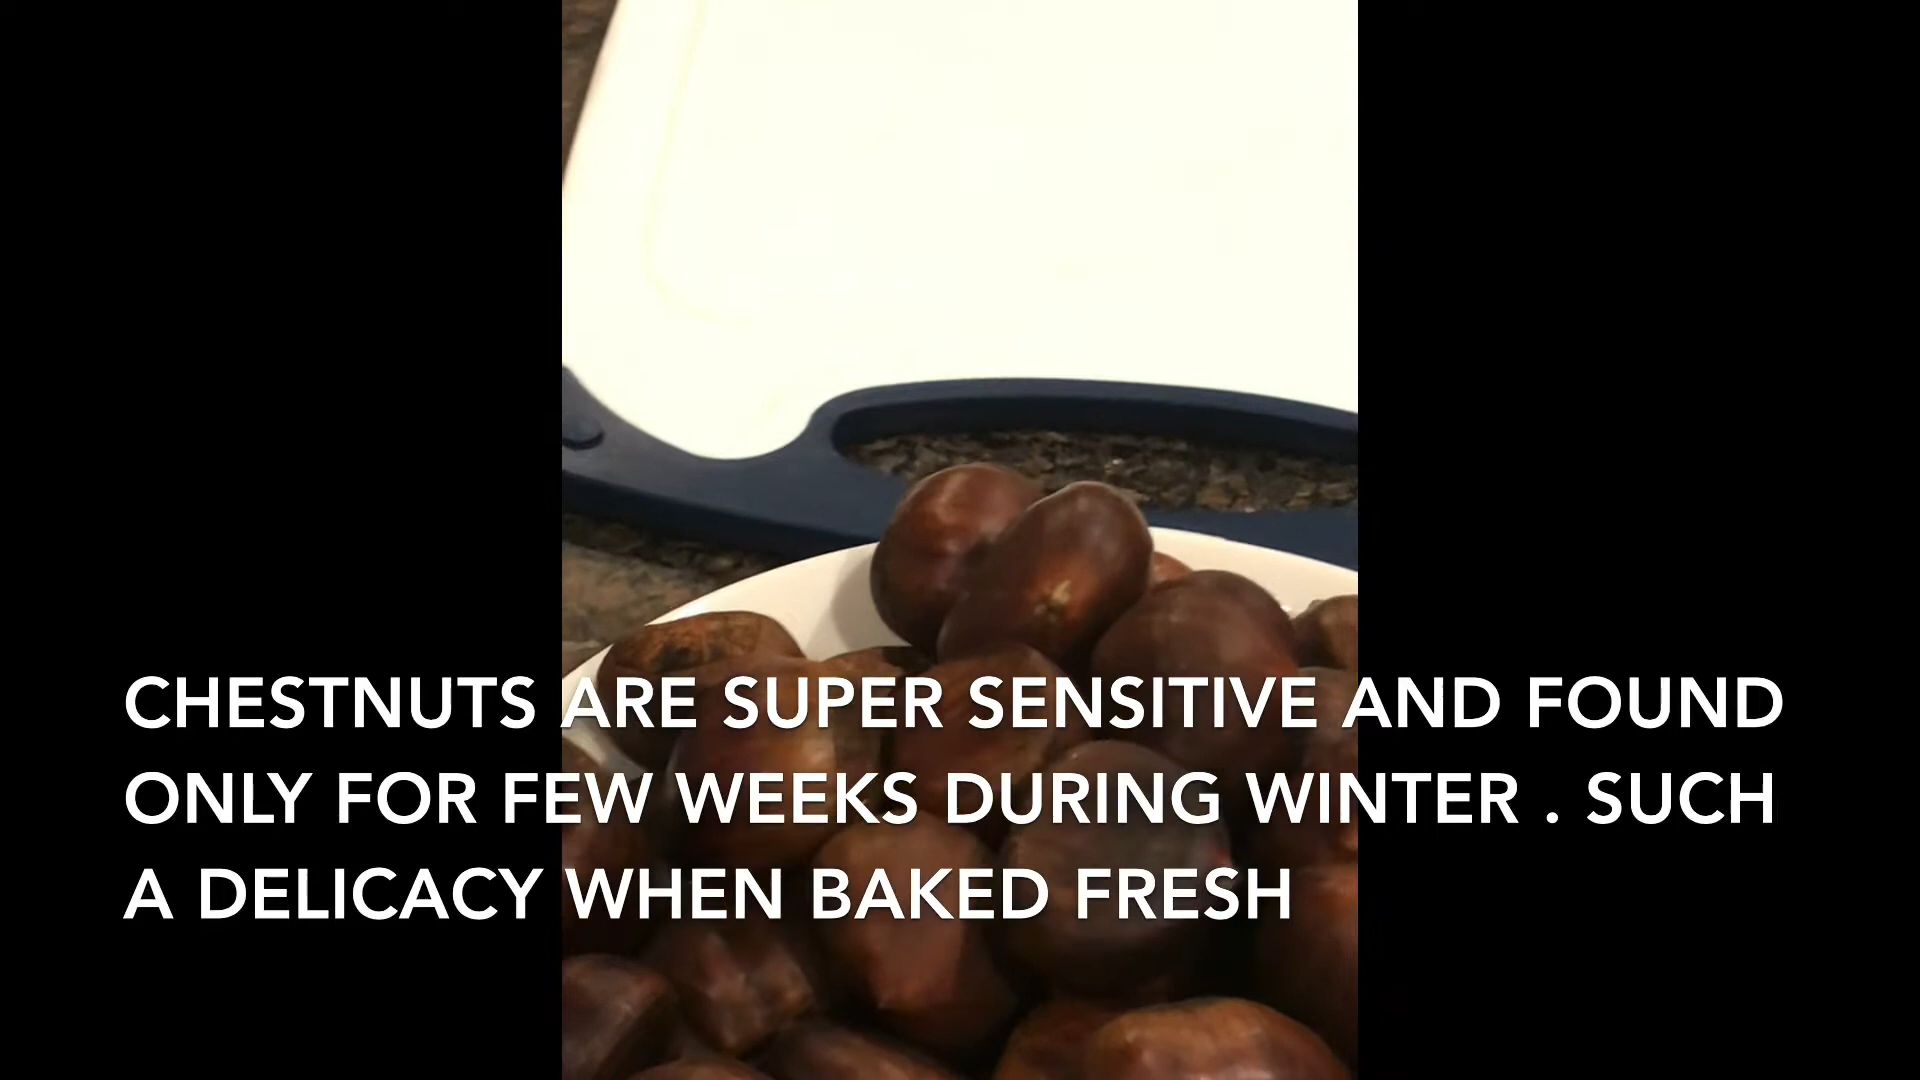 CHESTNUTS ARE SUPER SENSITIVE AND FOUND
ONLY FOR FEW WEEKS DURING WINTER . SUCH
A DELICACY WHEN BAKED FRESH